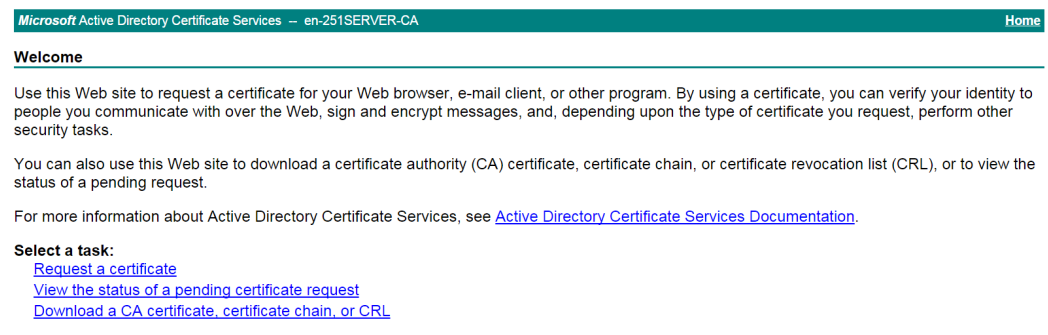 Microsoft Active Directory Certificate Services -- en-251SERVER-CA Home
Welcome
Use this Web site to request a certificate for your Web browser, e-mail client, or other program. By using a certificate, you can verify your identity to
people you communicate with over the Web, sign and encrypt messages, and, depending upon the type of certificate you request, perform other
security tasks.
You can also use this Web site to download a certificate authority (CA) certificate, certificate chain, or certificate revocation list (CRL), or to view the
status of a pending request.
For more information about Active Directory Certificate Services, see Active Directory Certificate Services Documentation.
Select a task:
Request a certificate
View the status of a pending certificate request
Download a CA certificate, certificate chain, or CRL